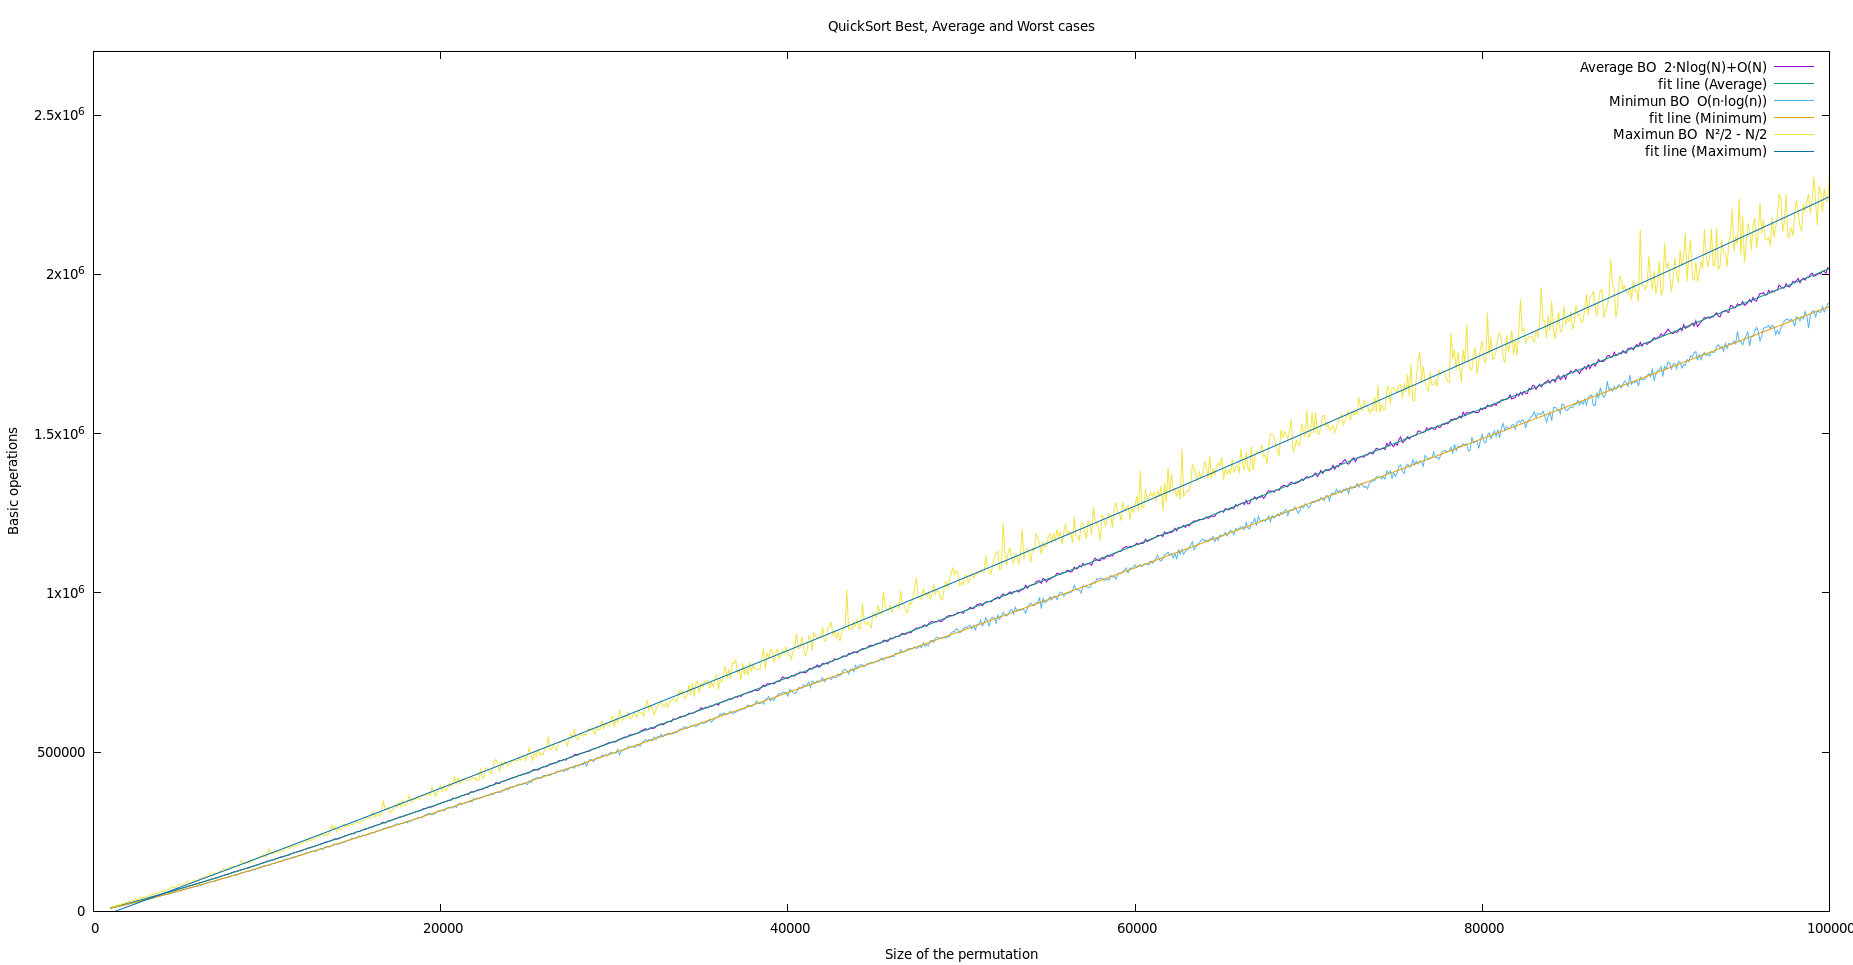 QuickSort Best, Average and Worst cases
Average BO  2·Nlog(N)+O(N)
fit line (Average)
Minimun BO  O(n·log(n))
fit line (Minimum)
Maximun BO  N²/2 - N/2
fit line (Maximum)
2.5x10⁶
2x10⁶
1.5x10⁶
1x10⁶
500000
0
Basic operations
0 20000 40000 60000 80000 100000
Size of the permutation